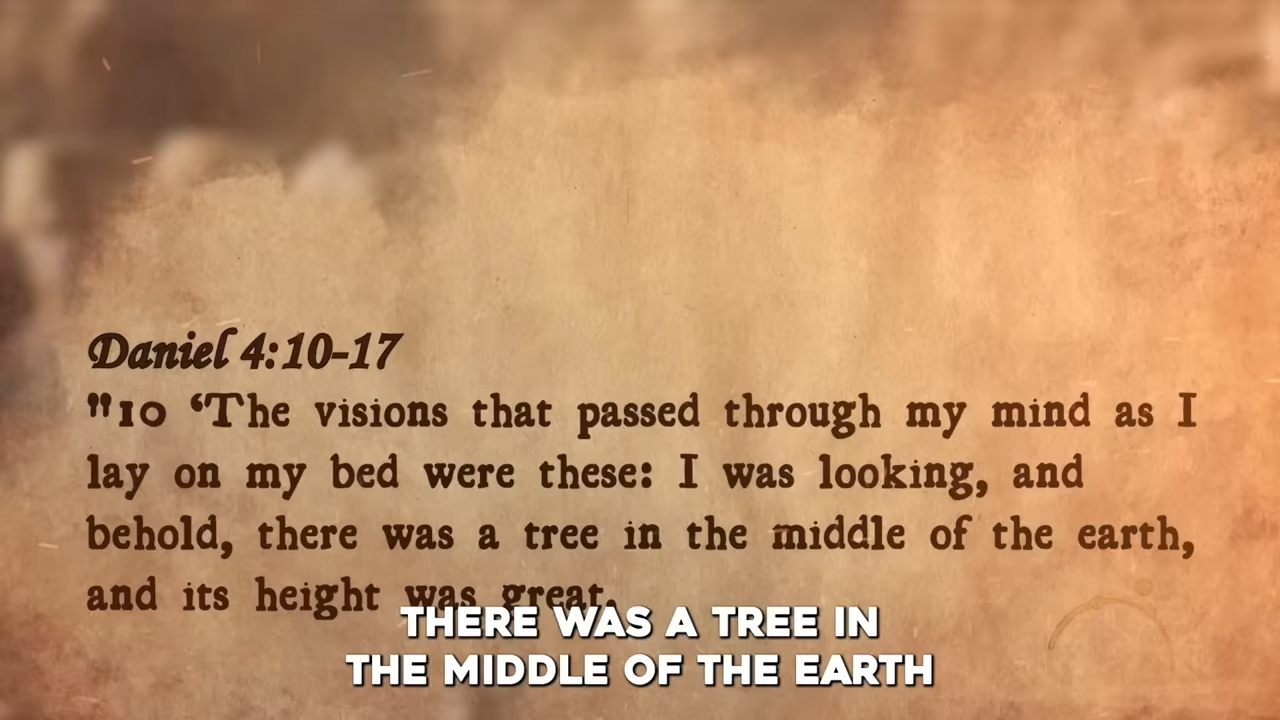 Daniel 4:10-17
"10 ‘The visions that passed through my mind as I
lay on my bed were these: I was looking, and
behold, there was a tree in the middle of the earth,
and its height was great.
THERE WAS A TREE IN
THE MIDDLE OF THE EARTH